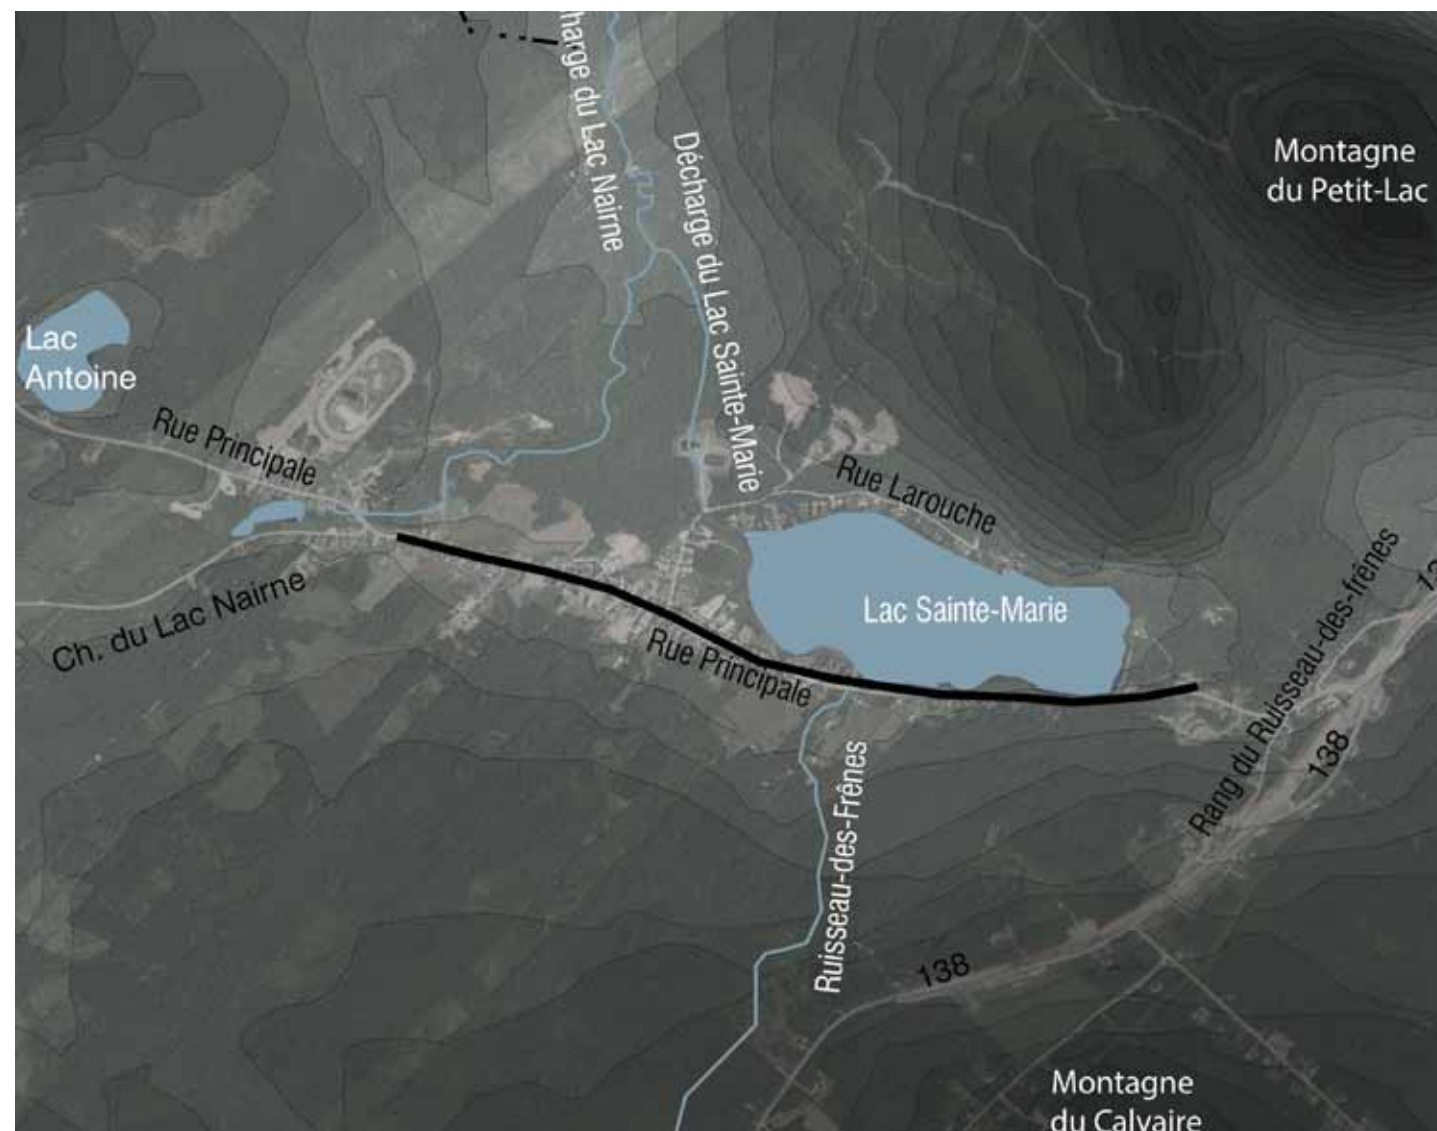 harge du Lac Nairne
Décharge du Lac Sainte-Marie
Montagne
du Petit-Lac
Lac
Antoine
Rue Principale
Rue Larouche
Ch. du Lac Nairne
Lac Sainte-Marie
Rue Principale
Rang du Ruisseau-des-frênes
13
138
Ruisseau-des-Frênes
138
Montagne
du Calvaire